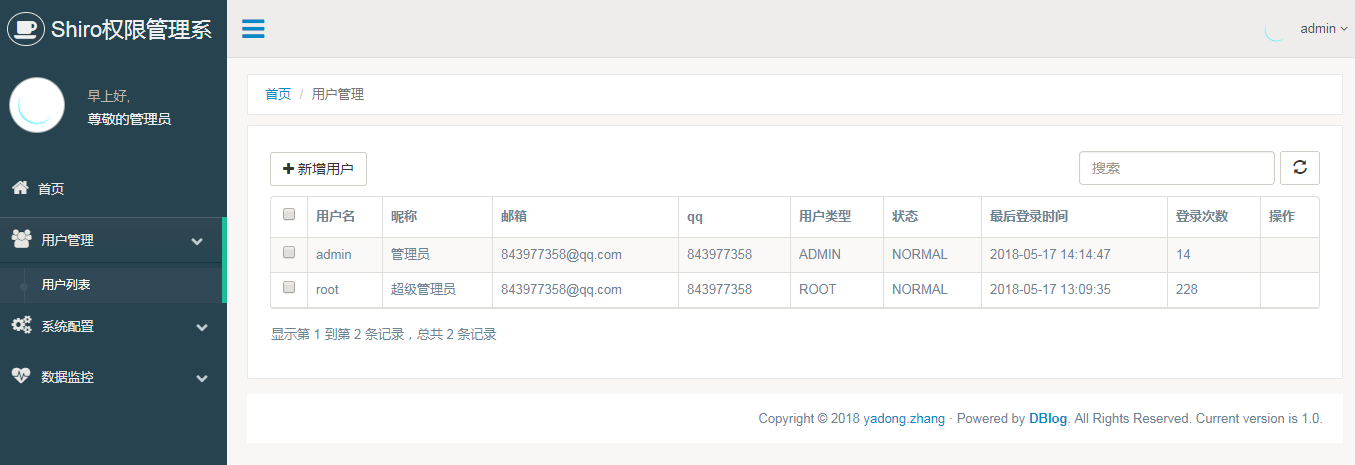 Shiro权限管理系
admin
早上好,
尊敬的管理员
首页
用户管理
用户列表
系统配置
数据监控
首页 / 用户管理
新增用户
搜索
用户名 昵称 邮箱 qq 用户类型 状态 最后登录时间 登录次数 操作
admin 管理员 843977358@qq.com 843977358 ADMIN NORMAL 2018-05-17 14:14:47 14
root 超级管理员 843977358@qq.com 843977358 ROOT NORMAL 2018-05-17 13:09:35 228
显示第 1 到第 2 条记录，总共 2 条记录
Copyright © 2018 yadong.zhang · Powered by DBlog. All Rights Reserved. Current version is 1.0.